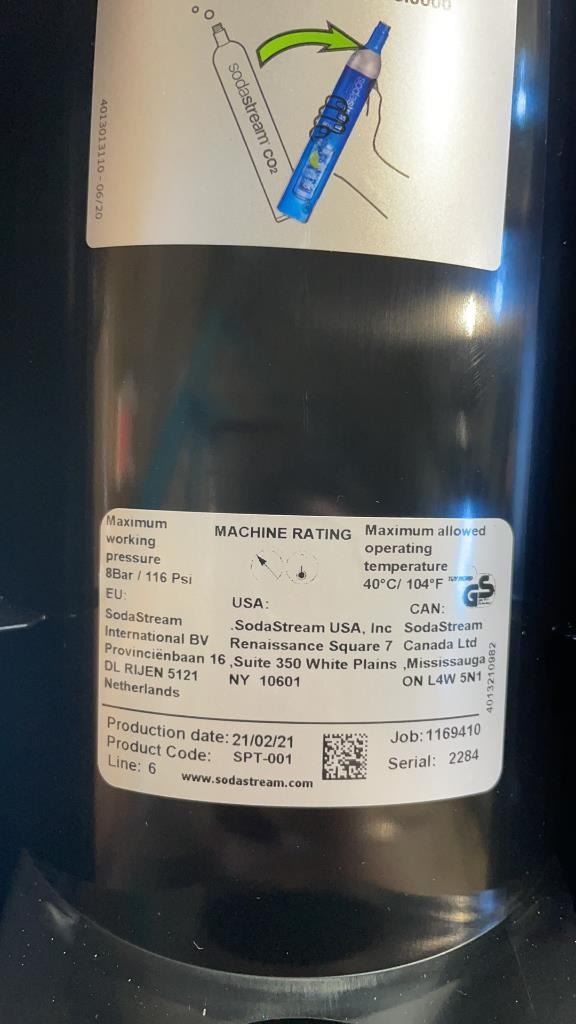 sodastream CO2
4013013110-06/20
Maximum
working
pressure
8Bar / 116 Psi
MACHINE RATING
Maximum allowed
operating
temperature
40°C/ 104°F
GS
EU:
SodaStream
International BV
Provinciënbaan 16
DL RIJEN 5121
Netherlands
USA:
.SodaStream USA, Inc
Renaissance Square 7
,Suite 350 White Plains
NY 10601
CAN:
SodaStream
Canada Ltd
,Mississauga
ON L4W 5N1
4013210982
Production date: 21/02/21
Product Code: SPT-001
Line: 6
www.sodastream.com
Job: 1169410
Serial: 2284